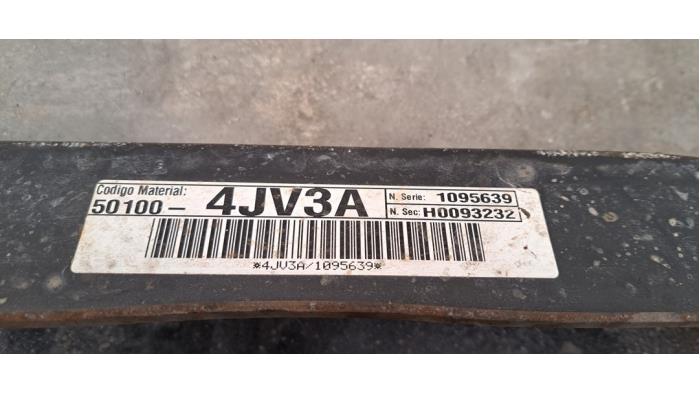 Codigo Material:
50100- 4JV3A
N. Serie: 1095639
N. Sec: H0093232
*4JV3A/1095639*